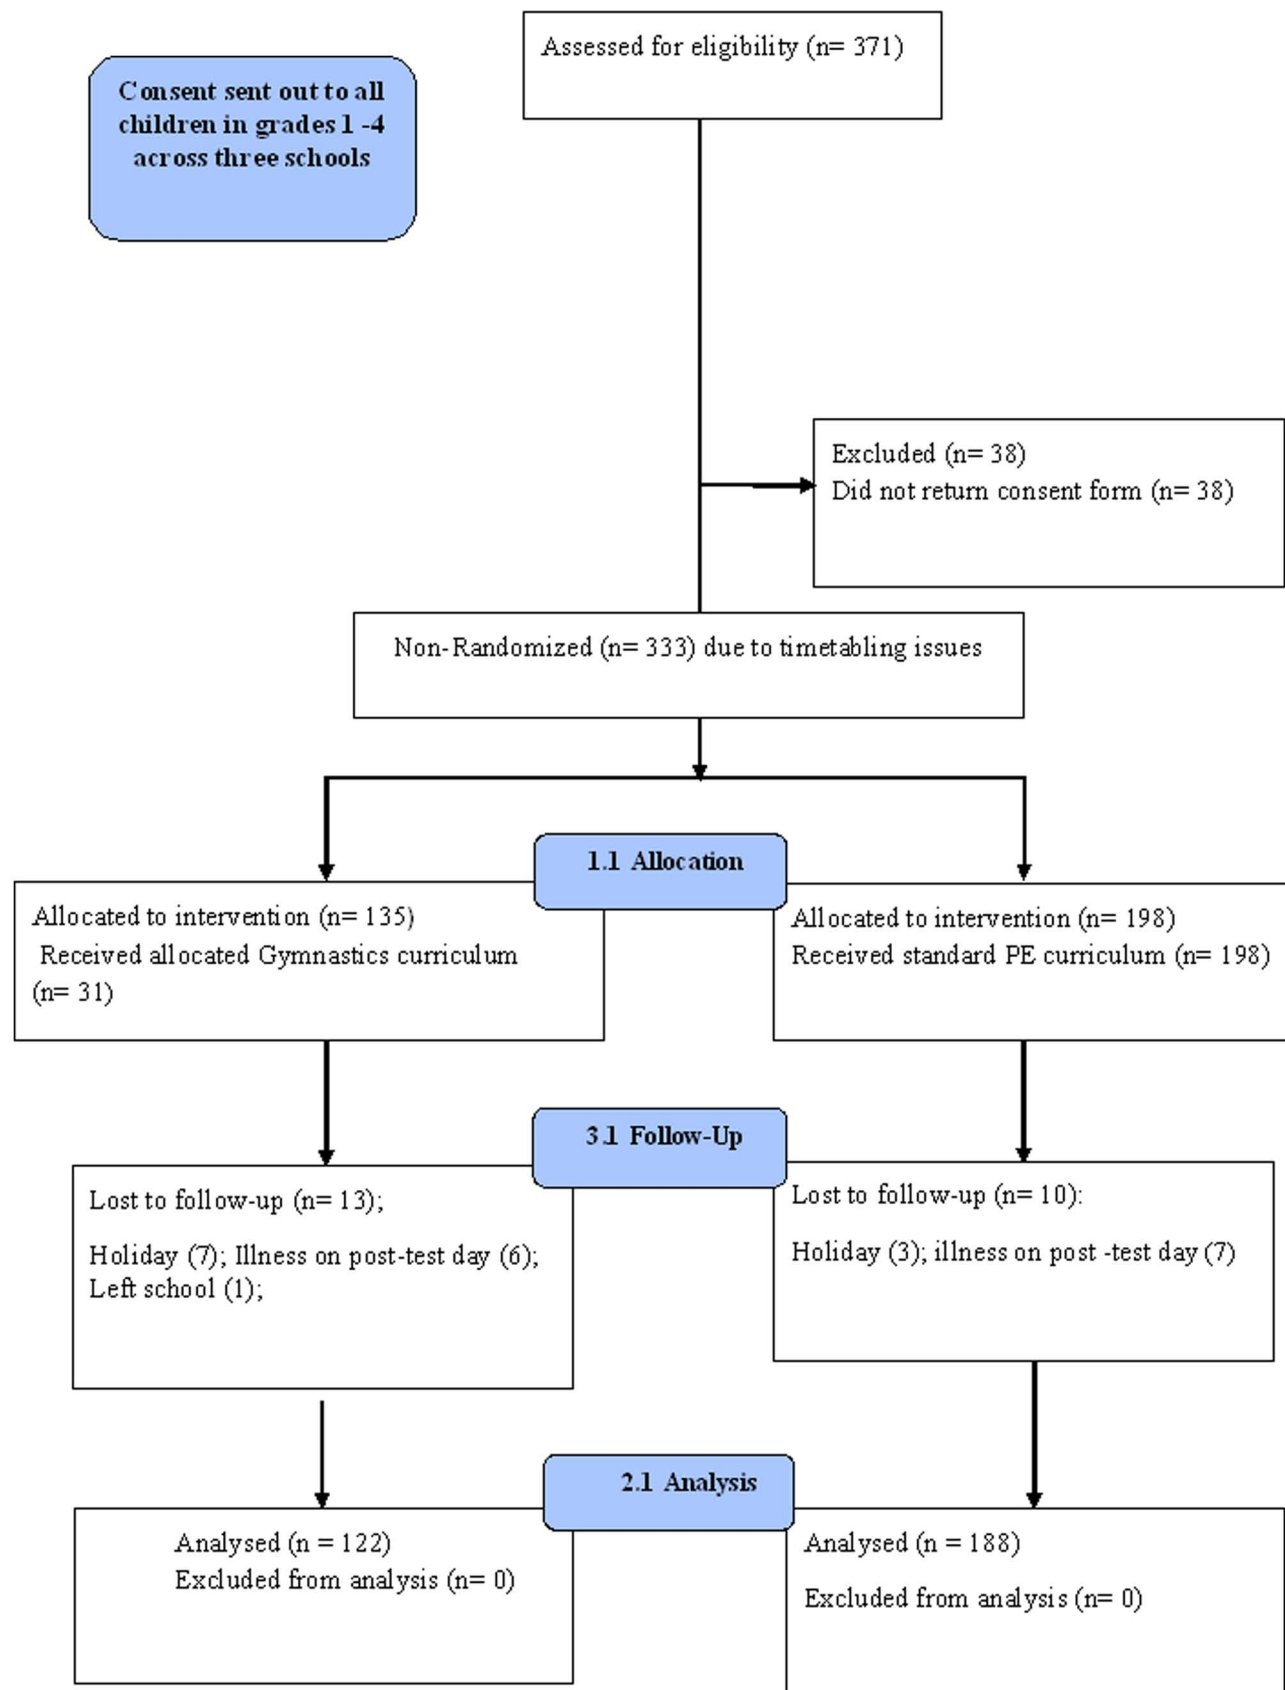 Assessed for eligibility (n= 371)
Consent sent out to all
children in grades 1 -4
across three schools
Excluded (n= 38)
Did not return consent form (n= 38)
Non-Randomized (n= 333) due to timetabling issues
1.1 Allocation
Allocated to intervention (n= 135)
Received allocated Gymnastics curriculum
(n= 31)
Allocated to intervention (n= 198)
Received standard PE curriculum (n= 198)
3.1 Follow-Up
Lost to follow-up (n= 13);
Holiday (7); Illness on post-test day (6);
Left school (1);
Lost to follow-up (n= 10):
Holiday (3); illness on post -test day (7)
2.1 Analysis
Analysed (n = 122)
Excluded from analysis (n= 0)
Analysed (n = 188)
Excluded from analysis (n= 0)